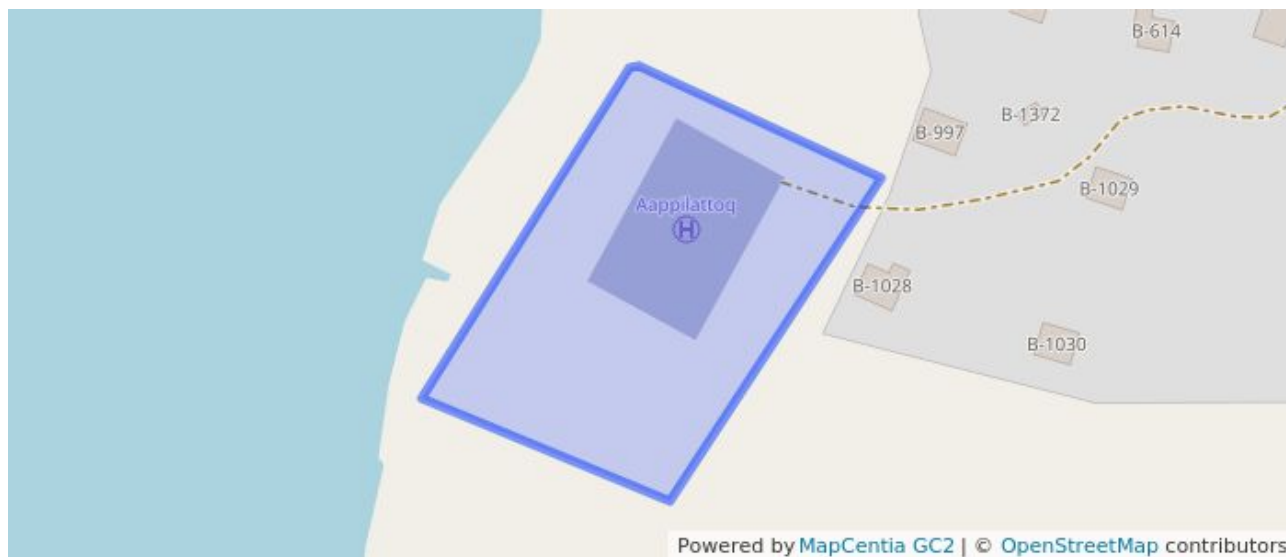 B-614
B-1372
B-997
B-1029
Aappilattoq
H
B-1028
B-1030
Powered by MapCentia GC2 | © OpenStreetMap contributors